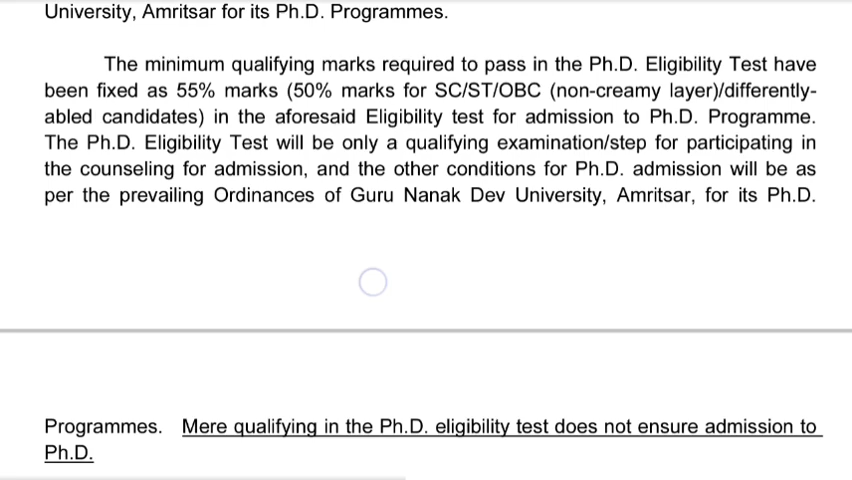 University, Amritsar for its Ph.D. Programmes.
The minimum qualifying marks required to pass in the Ph.D. Eligibility Test have
been fixed as 55% marks (50% marks for SC/ST/OBC (non-creamy layer)/differently-
abled candidates) in the aforesaid Eligibility test for admission to Ph.D. Programme.
The Ph.D. Eligibility Test will be only a qualifying examination/step for participating in
the counseling for admission, and the other conditions for Ph.D. admission will be as
per the prevailing Ordinances of Guru Nanak Dev University, Amritsar, for its Ph.D.
Programmes. Mere qualifying in the Ph.D. eligibility test does not ensure admission to
Ph.D.